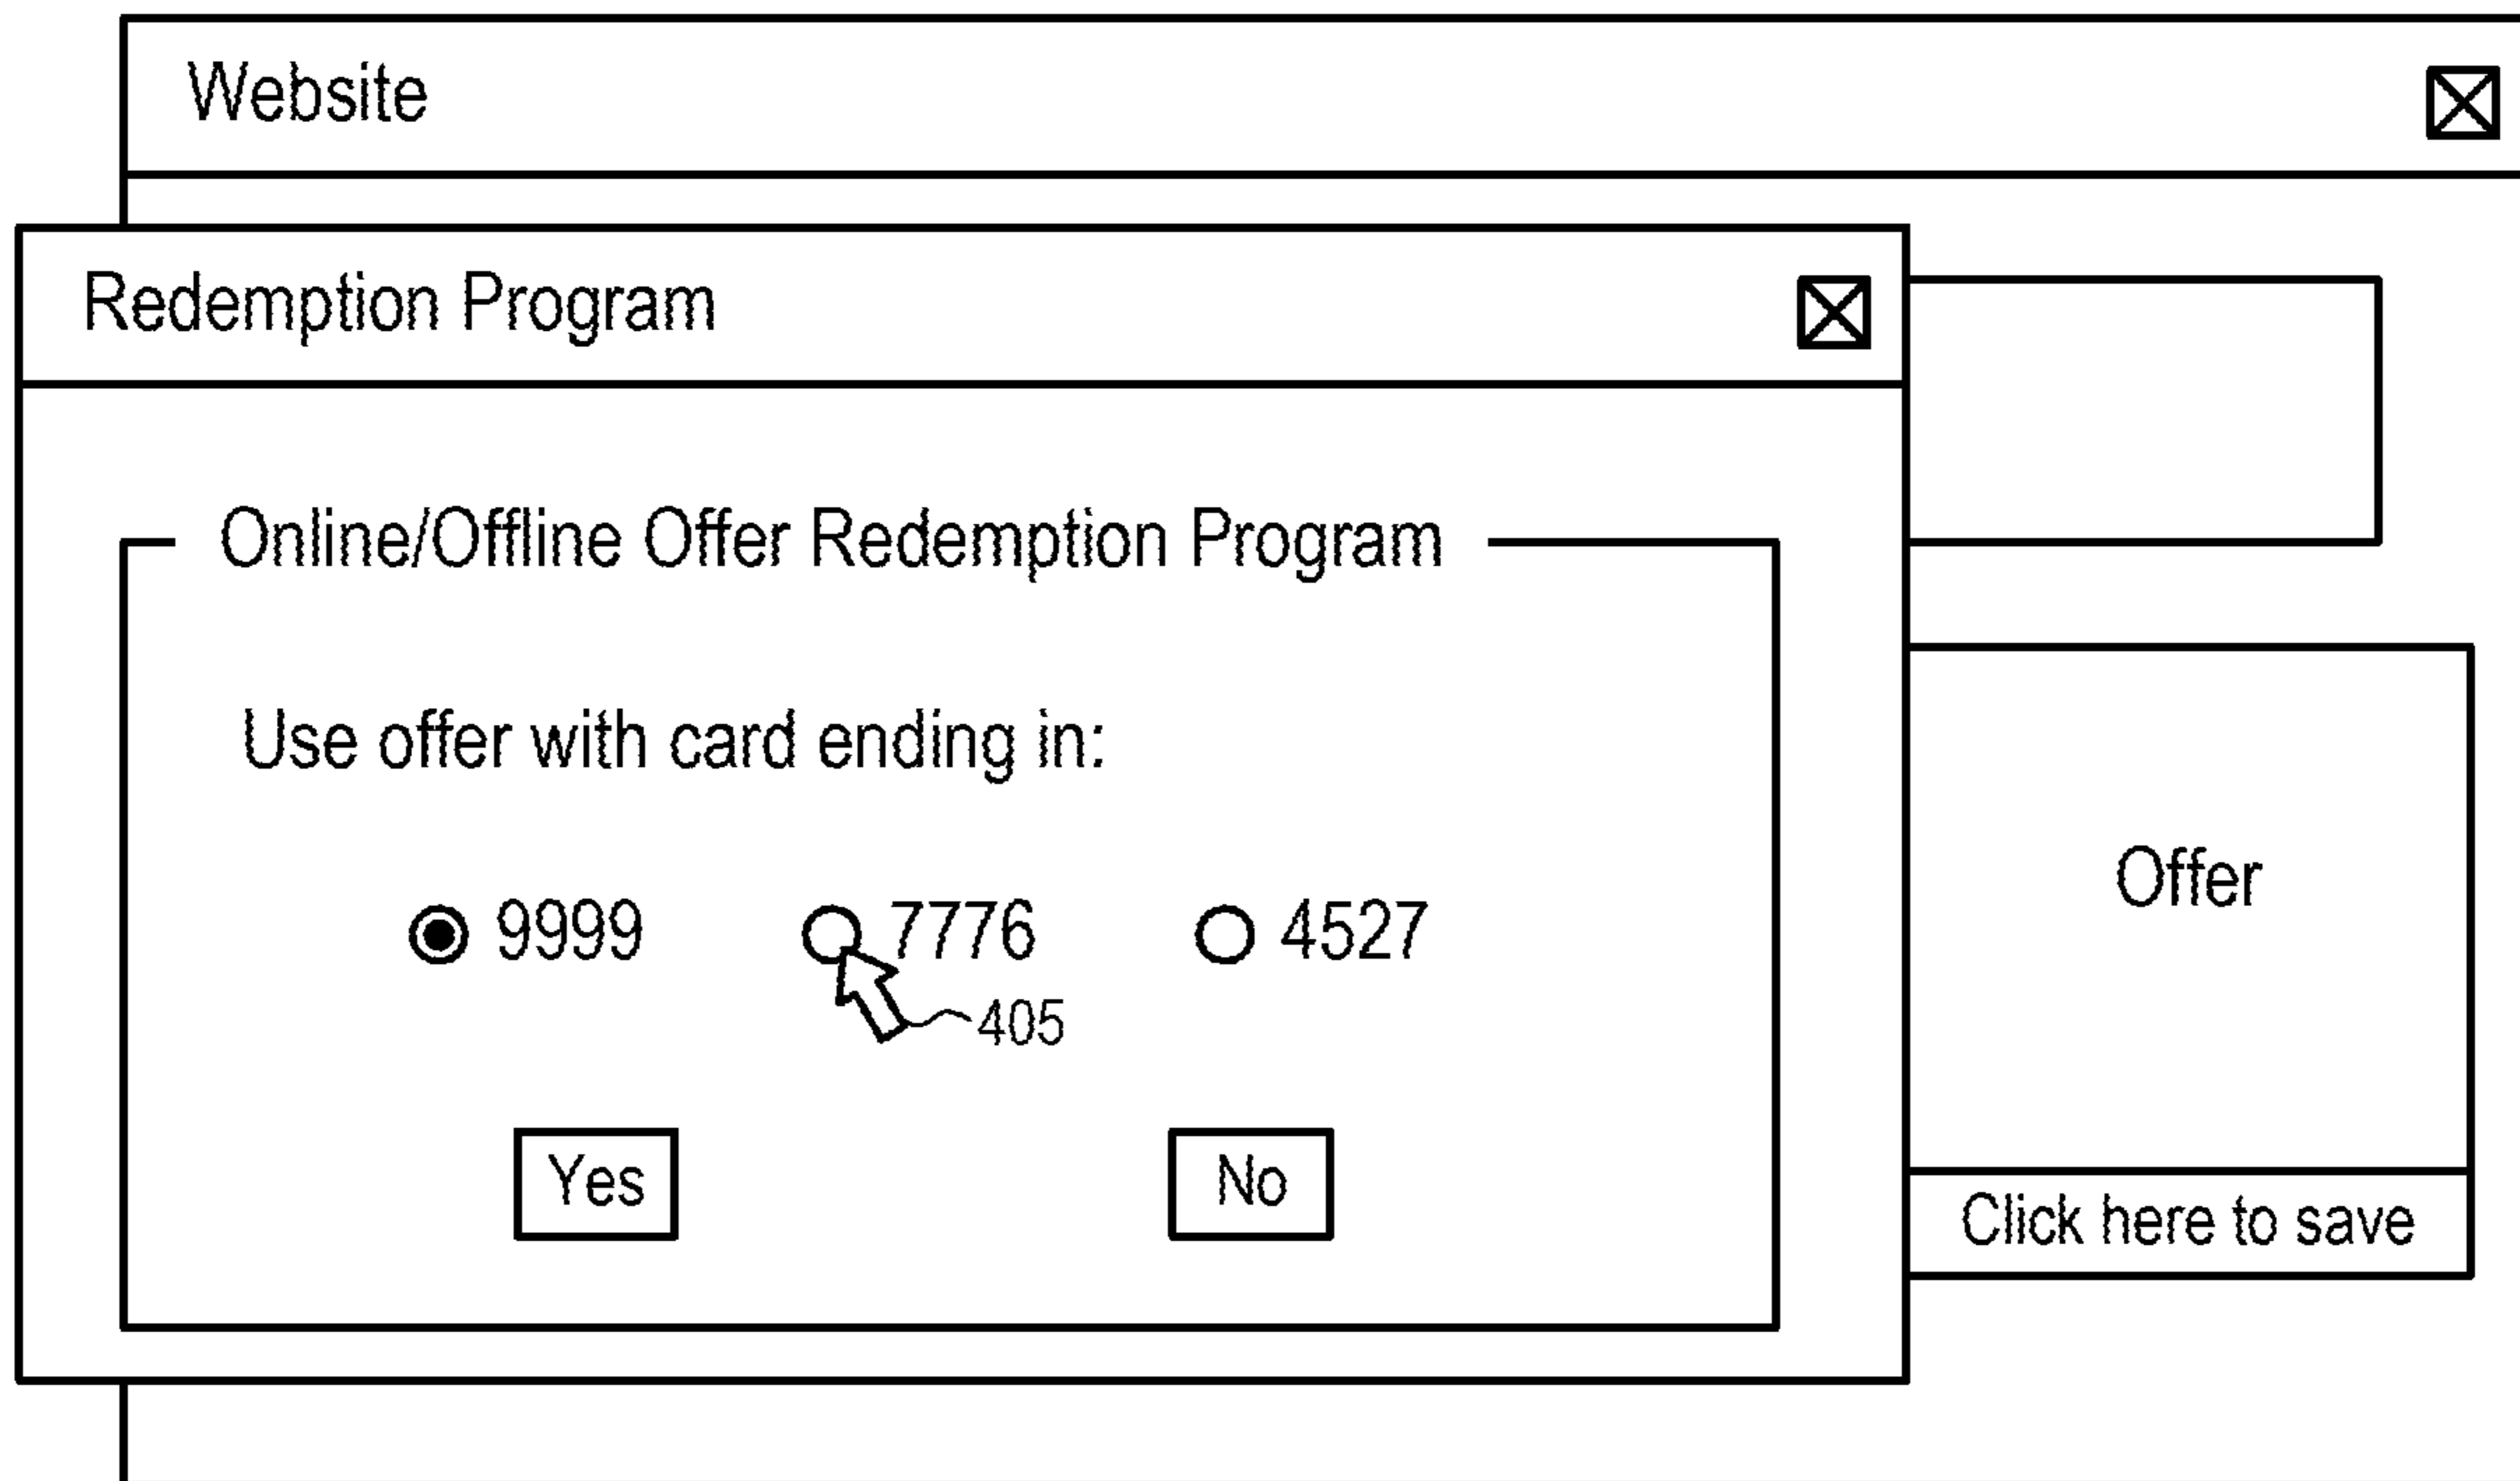 Website
Redemption Program
Online/Offline Offer Redemption Program
Use offer with card ending in:
9999 7776 4527
405
Yes No
Offer
Click here to save